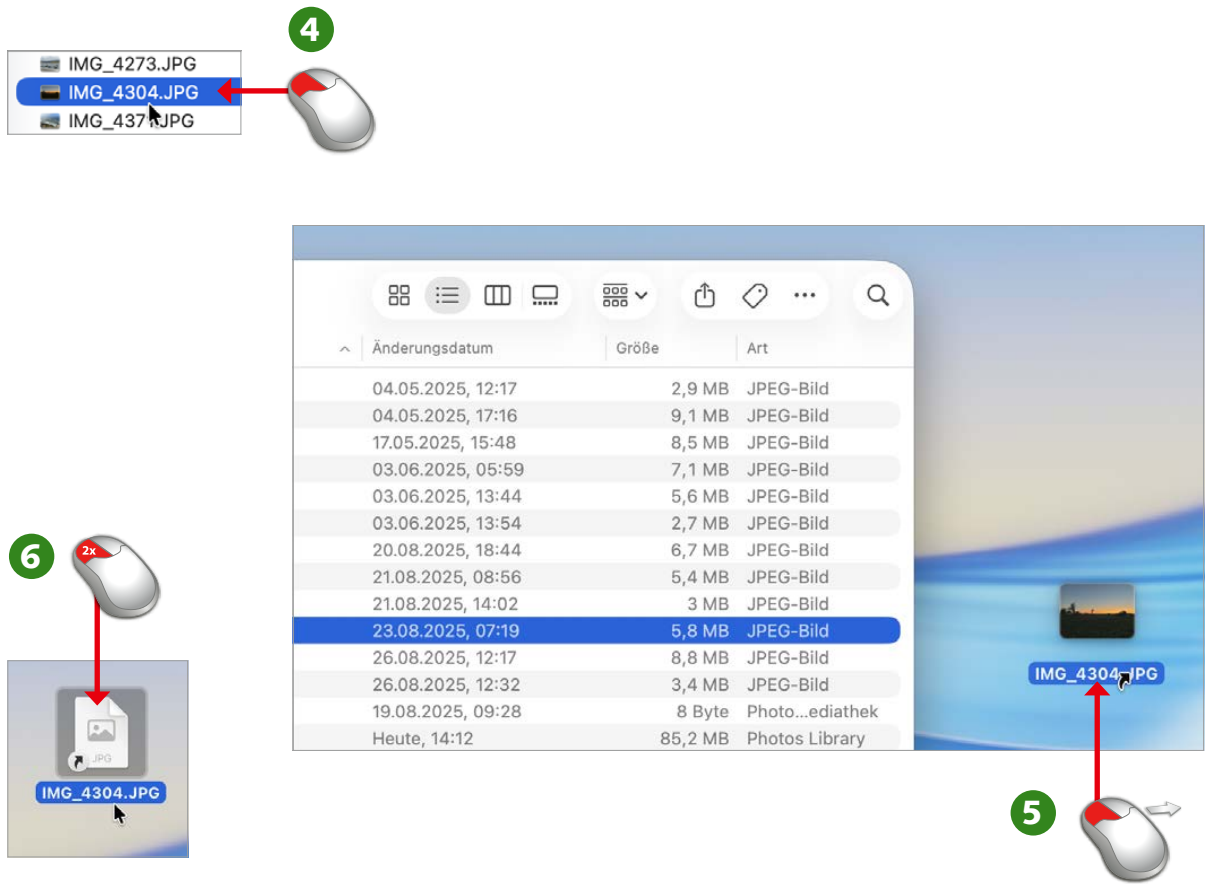 4
IMG_4273.JPG
IMG_4304.JPG
IMG_4371.JPG
Änderungsdatum Größe Art
04.05.2025, 12:17 2,9 MB JPEG-Bild
04.05.2025, 17:16 9,1 MB JPEG-Bild
17.05.2025, 15:48 8,5 MB JPEG-Bild
03.06.2025, 05:59 7,1 MB JPEG-Bild
03.06.2025, 13:44 5,6 MB JPEG-Bild
03.06.2025, 13:54 2,7 MB JPEG-Bild
20.08.2025, 18:44 6,7 MB JPEG-Bild
21.08.2025, 08:56 5,4 MB JPEG-Bild
21.08.2025, 14:02 3 MB JPEG-Bild
23.08.2025, 07:19 5,8 MB JPEG-Bild
26.08.2025, 12:17 8,8 MB JPEG-Bild
26.08.2025, 12:32 3,4 MB JPEG-Bild
19.08.2025, 09:28 8 Byte Photo...ediathek
Heute, 14:12 85,2 MB Photos Library
IMG_4304.JPG
5
6
2x
JPG
IMG_4304.JPG